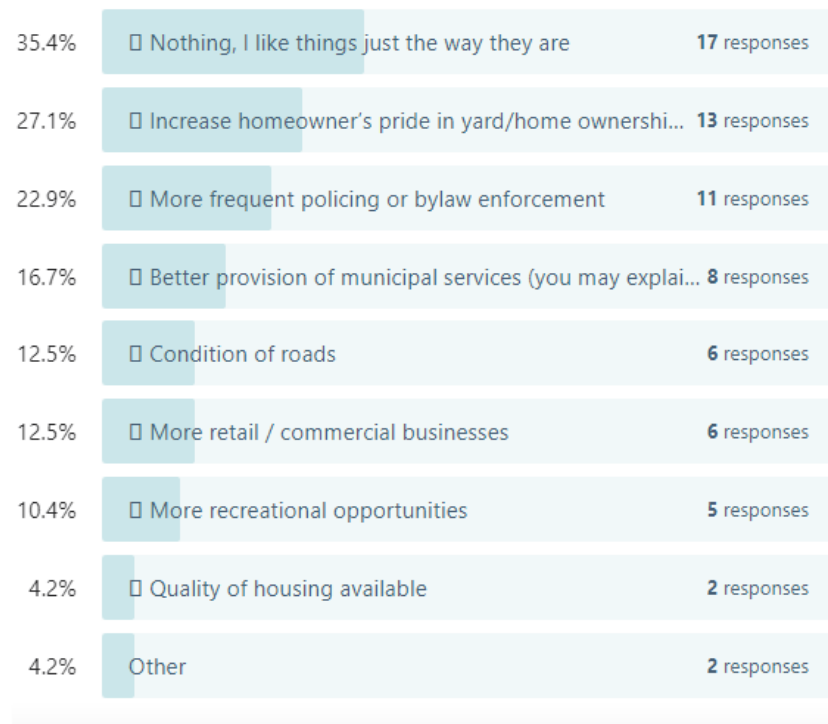 35.4% ▯ Nothing, I like things just the way they are 17 responses
27.1% ▯ Increase homeowner's pride in yard/home ownershi... 13 responses
22.9% ▯ More frequent policing or bylaw enforcement 11 responses
16.7% ▯ Better provision of municipal services (you may explai... 8 responses
12.5% ▯ Condition of roads 6 responses
12.5% ▯ More retail / commercial businesses 6 responses
10.4% ▯ More recreational opportunities 5 responses
4.2% ▯ Quality of housing available 2 responses
4.2% Other 2 responses